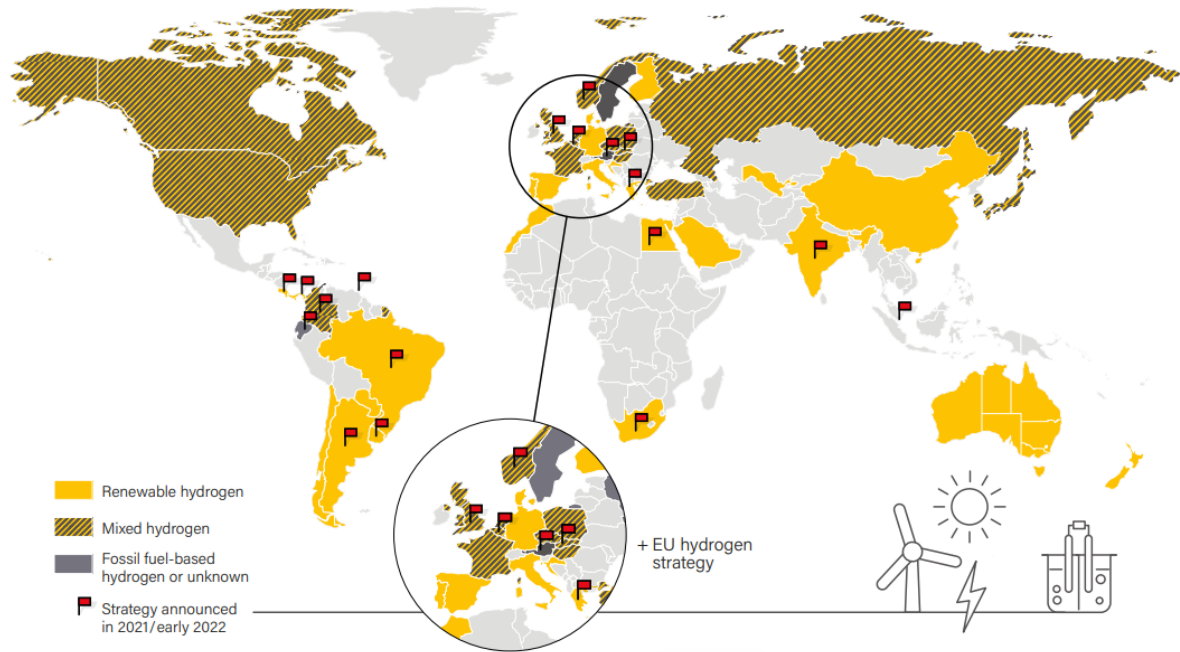 Renewable hydrogen
Mixed hydrogen
Fossil fuel-based
hydrogen or unknown
Strategy announced
in 2021/early 2022
+ EU hydrogen
strategy